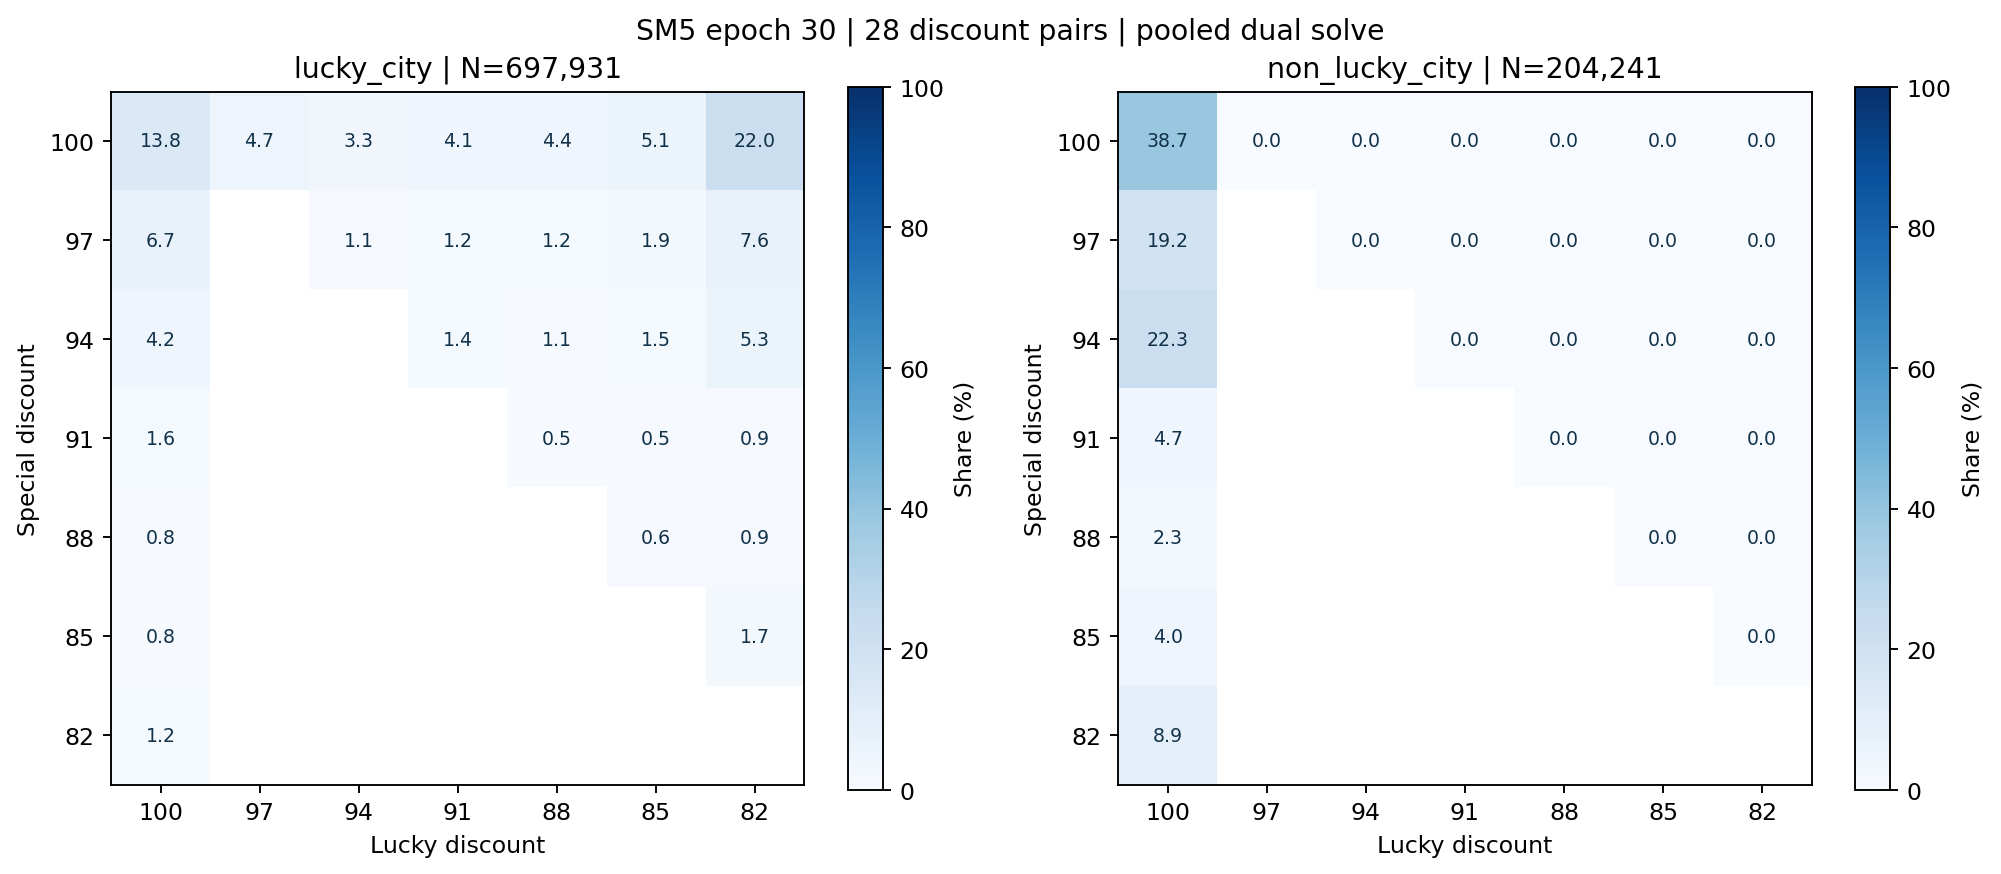 SM5 epoch 30 | 28 discount pairs | pooled dual solve
lucky_city | N=697,931
100 13.8 4.7 3.3 4.1 4.4 5.1 22.0
97 6.7 1.1 1.2 1.2 1.9 7.6
94 4.2 1.4 1.1 1.5 5.3
91 1.6 0.5 0.5 0.9
88 0.8 0.6 0.9
85 0.8 1.7
82 1.2
100 97 94 91 88 85 82
Lucky discount
Special discount
100
80
60
40
20
0
Share (%)
non_lucky_city | N=204,241
100 38.7 0.0 0.0 0.0 0.0 0.0 0.0
97 19.2 0.0 0.0 0.0 0.0 0.0
94 22.3 0.0 0.0 0.0 0.0
91 4.7 0.0 0.0 0.0
88 2.3 0.0 0.0
85 4.0 0.0
82 8.9
100 97 94 91 88 85 82
Lucky discount
Special discount
100
80
60
40
20
0
Share (%)